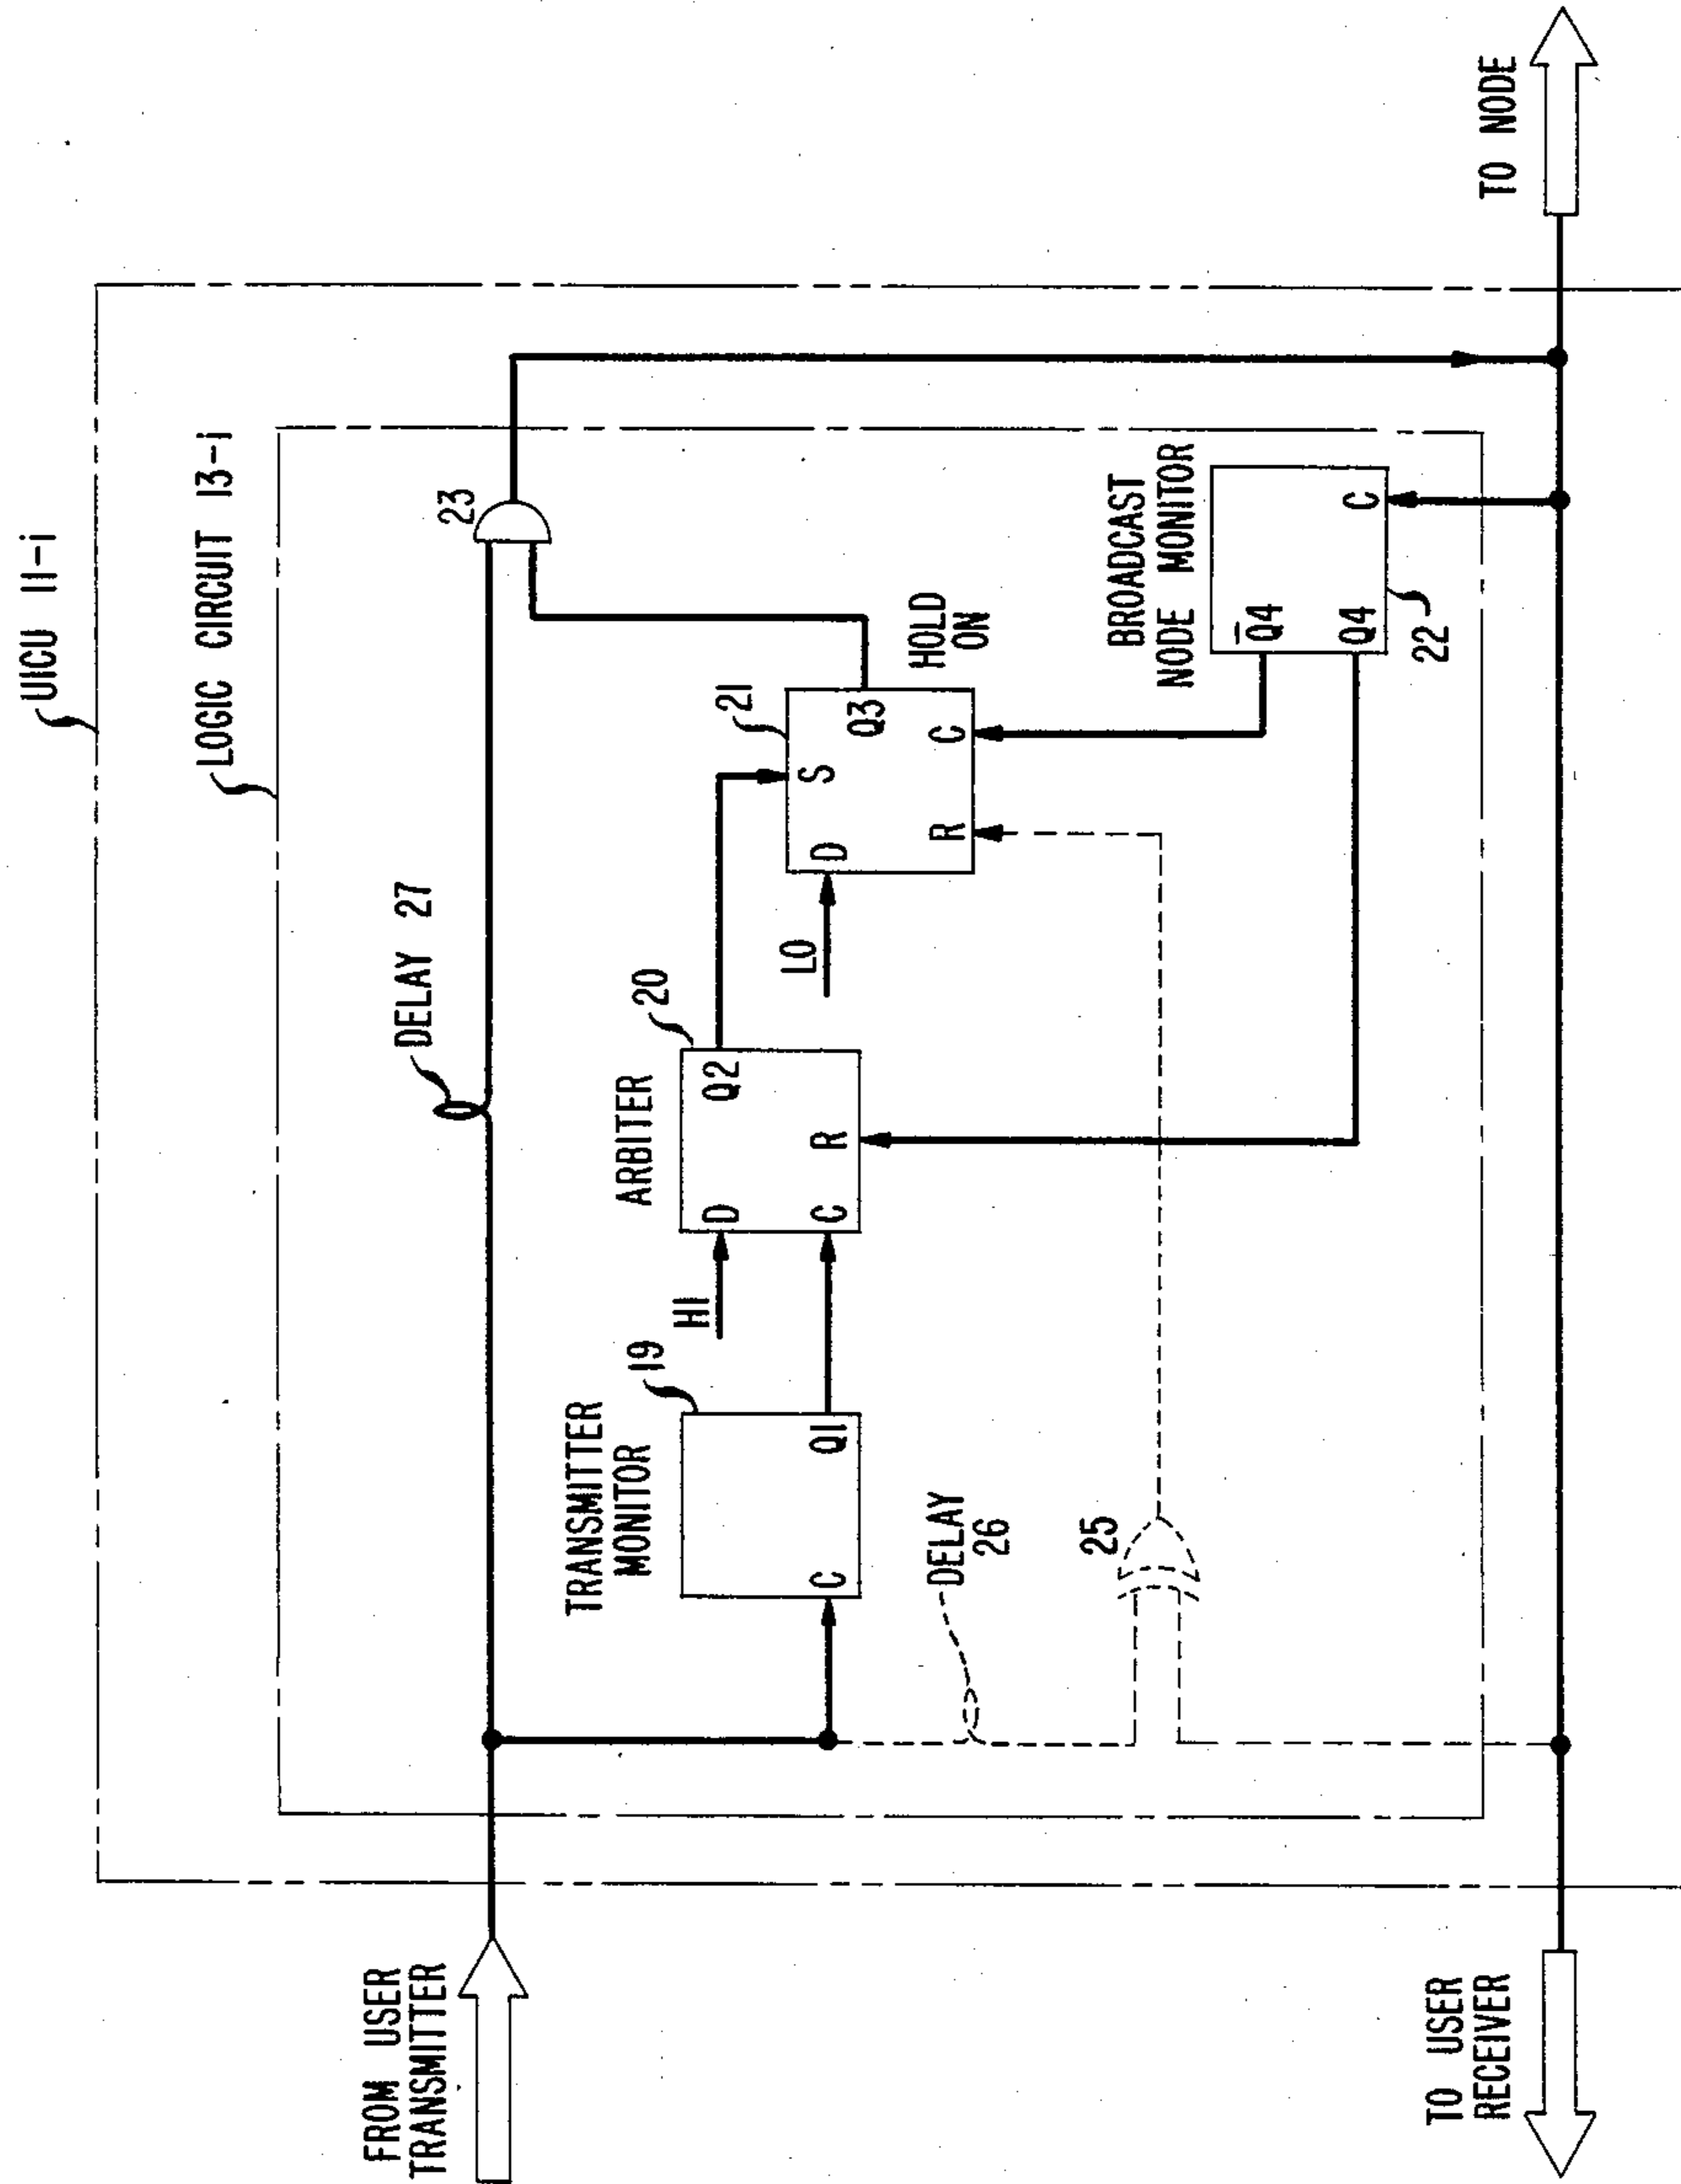 UICU 11-i
LOGIC CIRCUIT 13-i
FROM USER
TRANSMITTER
DELAY 27
23
TRANSMITTER
MONITOR
19
C
Q1
ARBITER
20
HI
D
Q2
C
R
21
LO
D
S
Q3
R
C
HOLD
ON
DELAY
26
25
BROADCAST
NODE MONITOR
Q̄4
Q4
C
22
TO USER
RECEIVER
TO NODE